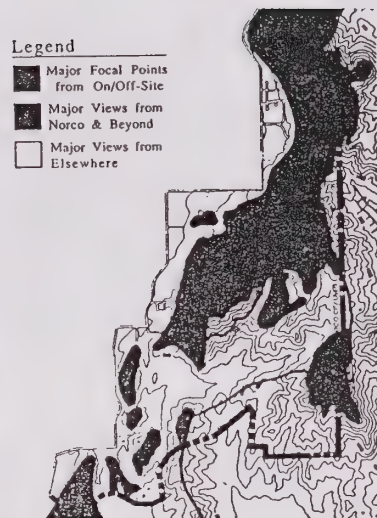 Legend
Major Focal Points
from On/Off-Site
Major Views from
Norco & Beyond
Major Views from
Elsewhere